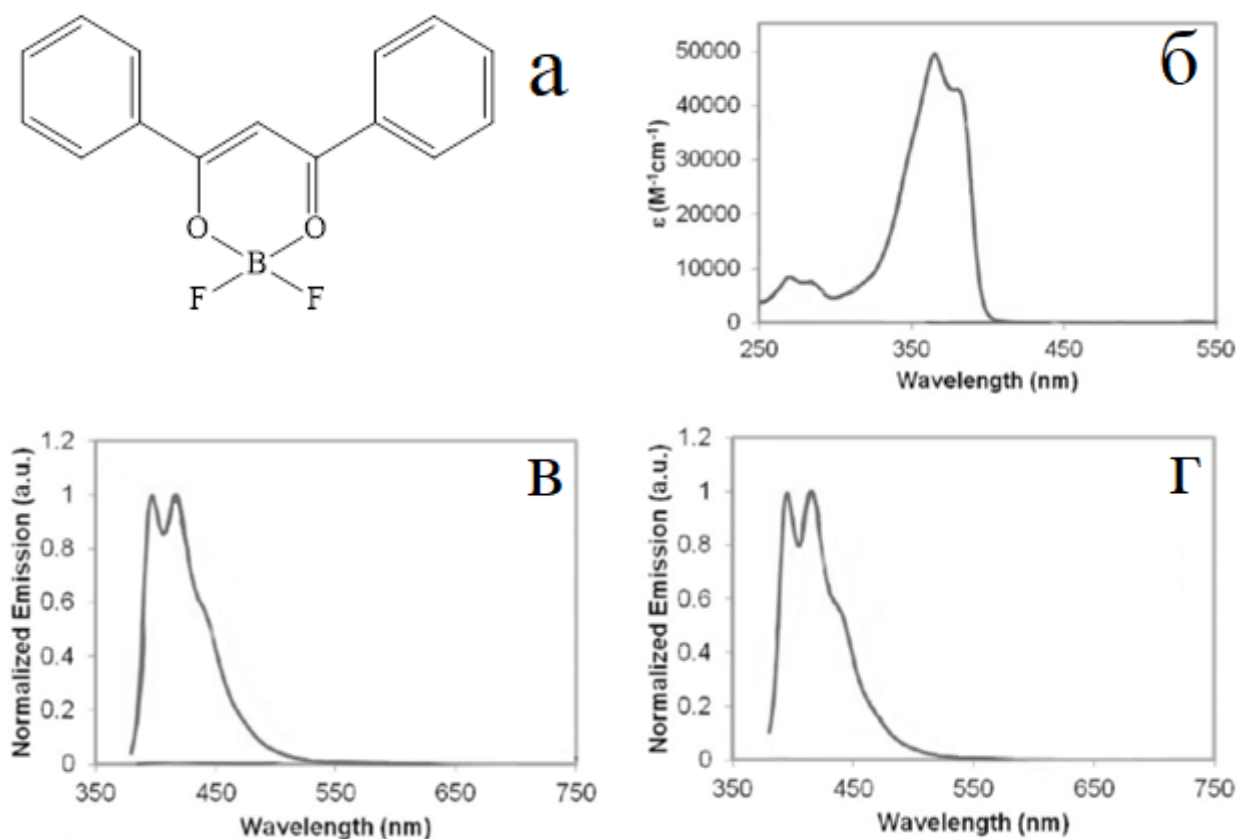 а
O
O
B
F
F
б
50000
40000
30000
20000
10000
0
ε (M⁻¹cm⁻¹)
250
350
450
550
Wavelength (nm)
в
1.2
1
0.8
0.6
0.4
0.2
0
Normalized Emission (a.u.)
350
450
550
650
750
Wavelength (nm)
г
1.2
1
0.8
0.6
0.4
0.2
0
Normalized Emission (a.u.)
350
450
550
650
750
Wavelength (nm)